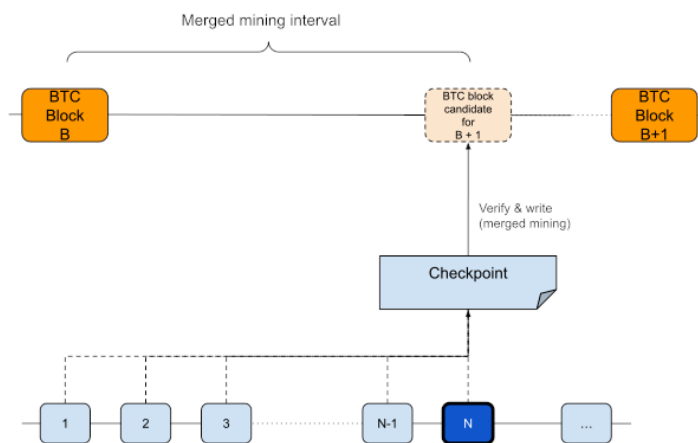 Merged mining interval
BTC
Block
B
BTC block
candidate
for
B + 1
BTC
Block
B+1
Verify & write
(merged mining)
Checkpoint
1
2
3
N-1
N
...